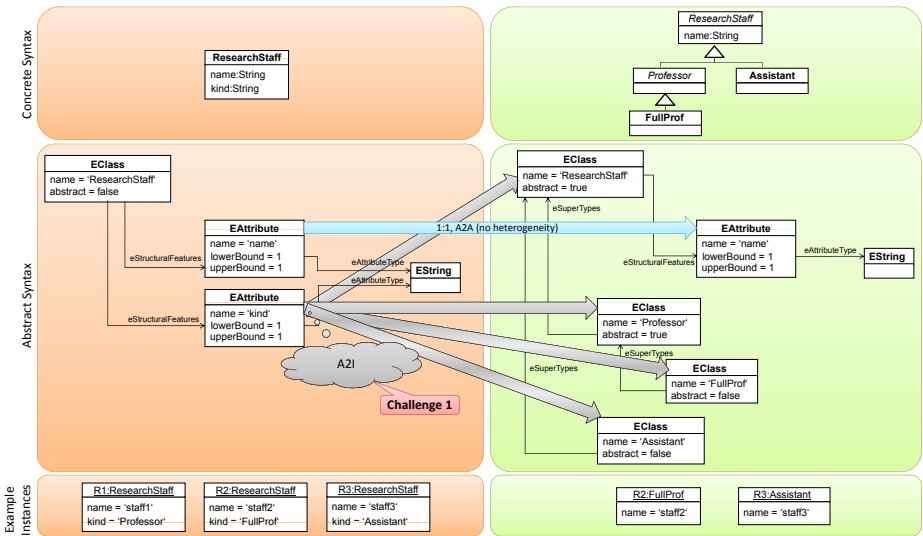 Concrete Syntax
ResearchStaff
name:String
kind:String
ResearchStaff
name:String
Professor
Assistant
FullProf
Abstract Syntax
EClass
name = ‘ResearchStaff‘
abstract = false
EAttribute
name = ‘name‘
lowerBound = 1
upperBound = 1
eStructuralFeatures
eAttributeType
EString
eAttributeType
EAttribute
name = ‘kind‘
lowerBound = 1
upperBound = 1
eStructuralFeatures
A2I
Challenge 1
1:1, A2A (no heterogeneity)
EClass
name = ‘ResearchStaff‘
abstract = true
eSuperTypes
EAttribute
name = ‘name‘
lowerBound = 1
upperBound = 1
eStructuralFeatures
eAttributeType
EString
EClass
name = ‘Professor‘
abstract = true
eSuperTypes
EClass
name = ‘FullProf‘
abstract = false
eSuperTypes
EClass
name = ‘Assistant‘
abstract = false
Example
Instances
R1:ResearchStaff
name = ‘staff1‘
kind = ‘Professor‘
R2:ResearchStaff
name = ‘staff2‘
kind = ‘FullProf‘
R3:ResearchStaff
name = ‘staff3‘
kind = ‘Assistant‘
R2:FullProf
name = ‘staff2‘
R3:Assistant
name = ‘staff3‘